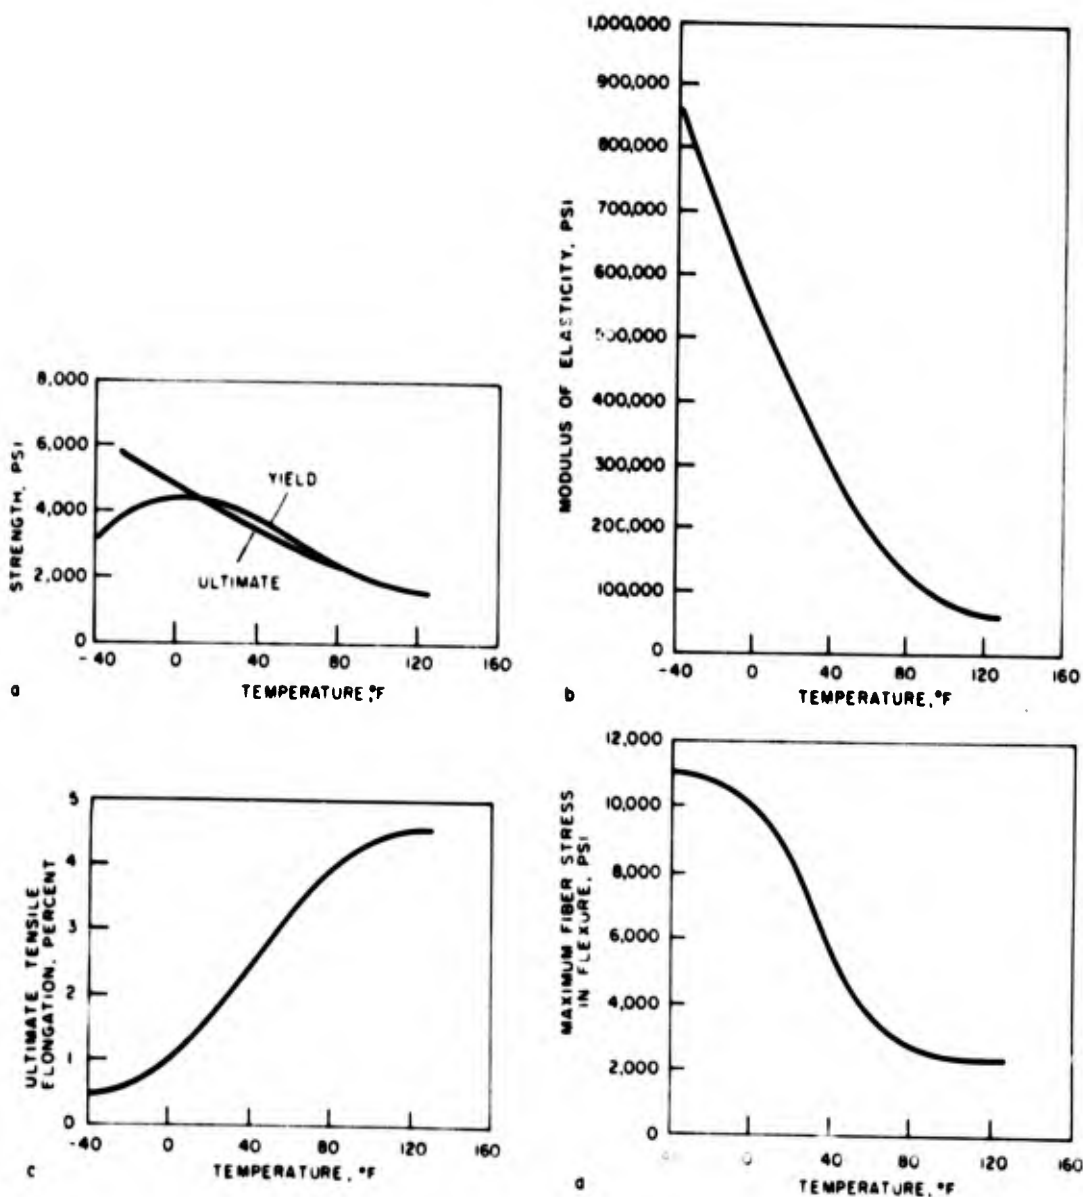 8,000
6,000
4,000
2,000
0
STRENGTH, PSI
YIELD
ULTIMATE
-40 0 40 80 120 160
TEMPERATURE, °F
a
1,000,000
900,000
800,000
700,000
600,000
400,000
300,000
200,000
100,000
0
MODULUS OF ELASTICITY, PSI
-40 0 40 80 120 160
TEMPERATURE, °F
b
5
4
3
2
1
0
ULTIMATE TENSILE
ELONGATION, PERCENT
-40 0 40 80 120 160
TEMPERATURE, °F
c
12,000
10,000
8,000
6,000
4,000
2,000
0
MAXIMUM FIBER STRESS
IN FLEXURE, PSI
40 80 120 160
TEMPERATURE, °F
d